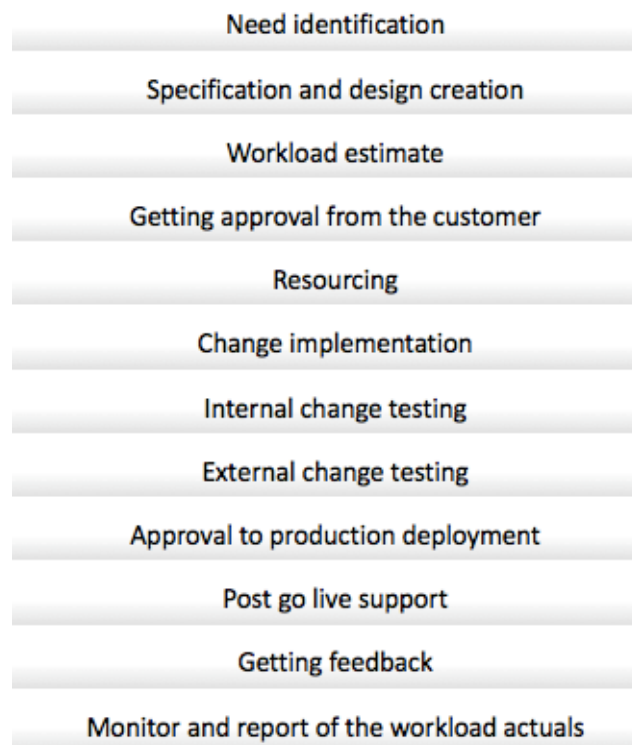 Need identification
Specification and design creation
Workload estimate
Getting approval from the customer
Resourcing
Change implementation
Internal change testing
External change testing
Approval to production deployment
Post go live support
Getting feedback
Monitor and report of the workload actuals